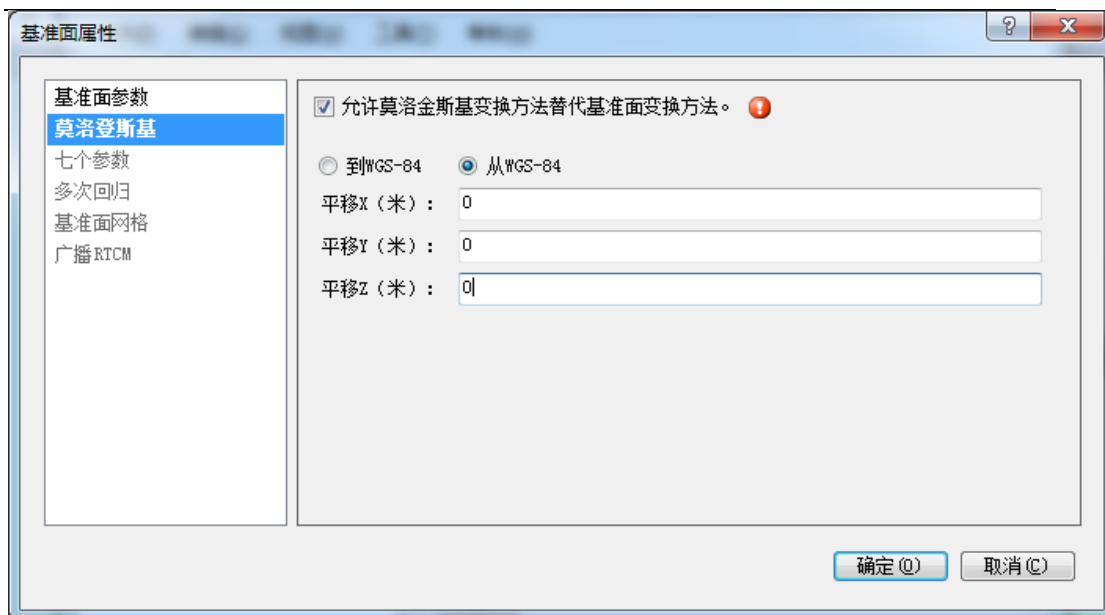 基准面属性
基准面参数
莫洛登斯基
七个参数
多次回归
基准面网格
广播RTCM
允许莫洛金斯基变换方法替代基准面变换方法。
到WGS-84 从WGS-84
平移X（米）： 0
平移Y（米）： 0
平移Z（米）： 0
确定(O) 取消(C)